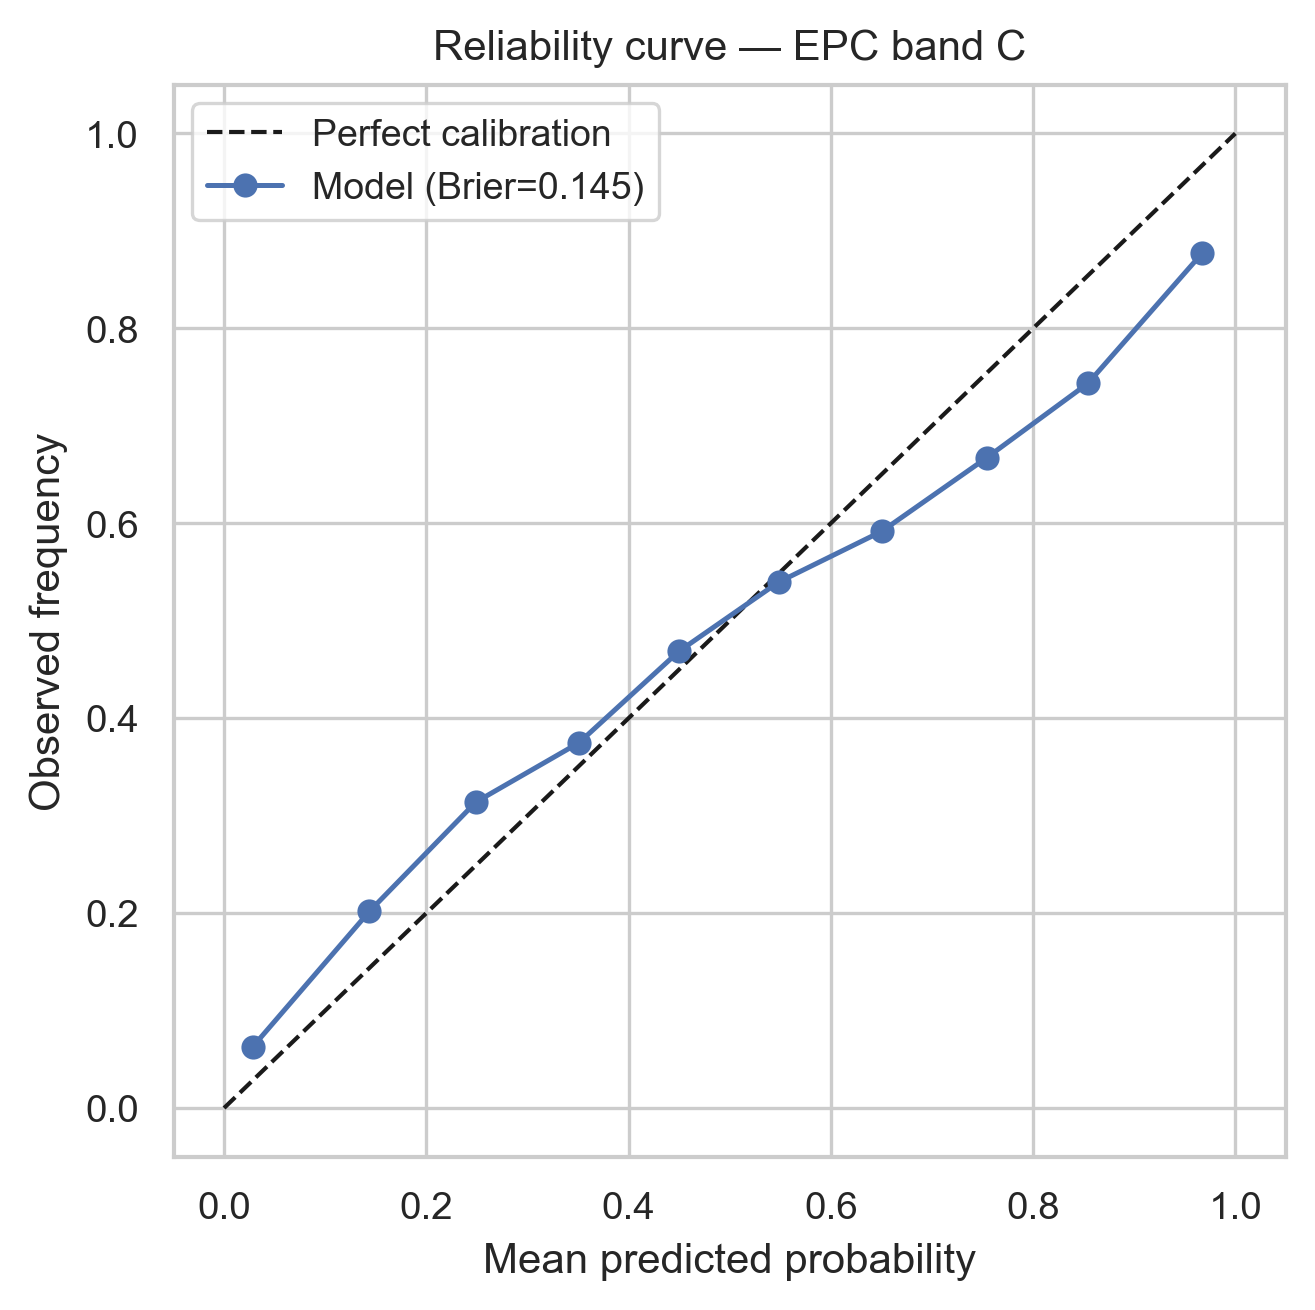 Reliability curve — EPC band C
Perfect calibration
Model (Brier=0.145)
1.0
0.8
0.6
0.4
0.2
0.0
Observed frequency
0.0 0.2 0.4 0.6 0.8 1.0
Mean predicted probability